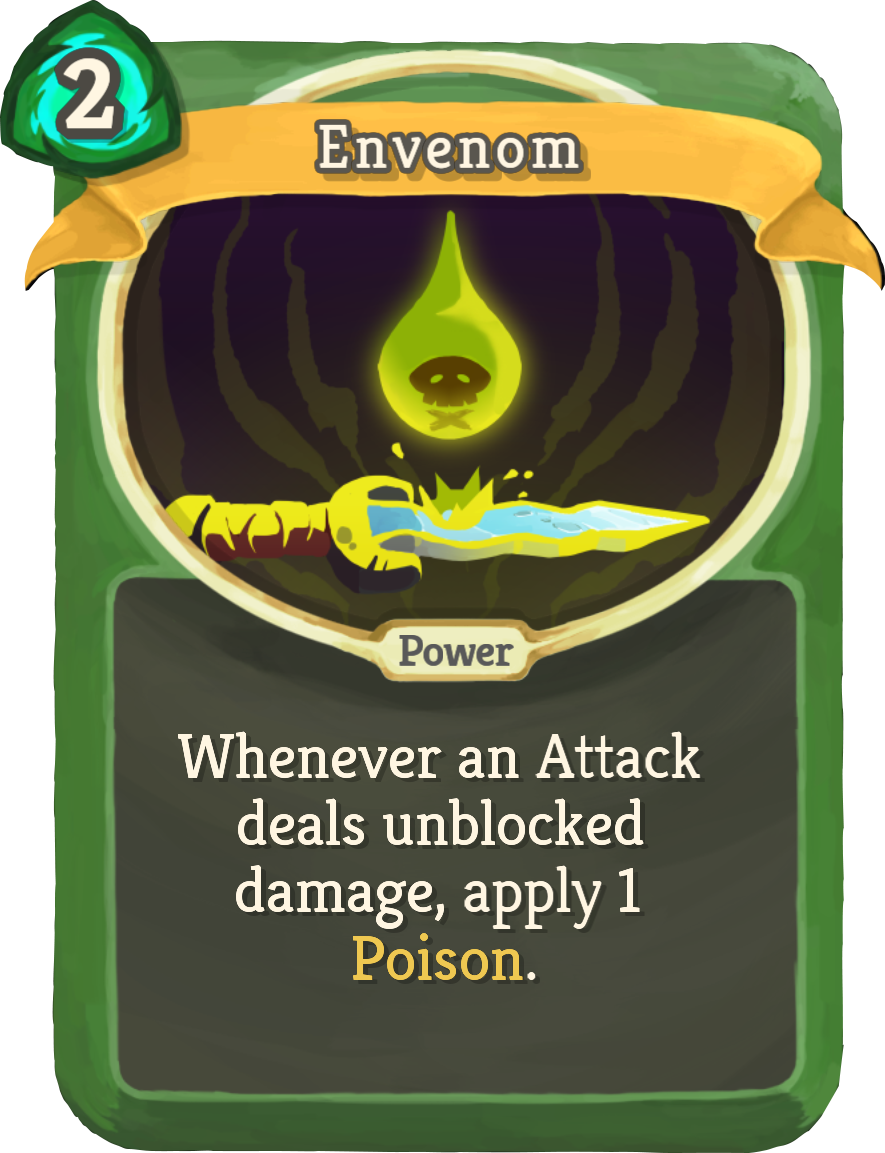 2
Envenom
Power
Whenever an Attack
deals unblocked
damage, apply 1
Poison.